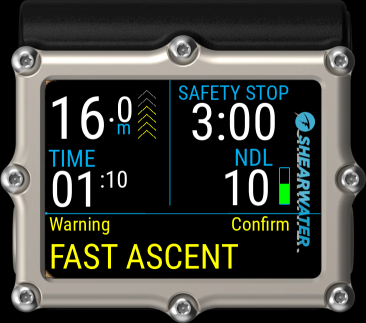 16.0 m
SAFETY STOP
3:00
TIME
01:10
NDL
10
SHEARWATER
Warning
Confirm
FAST ASCENT